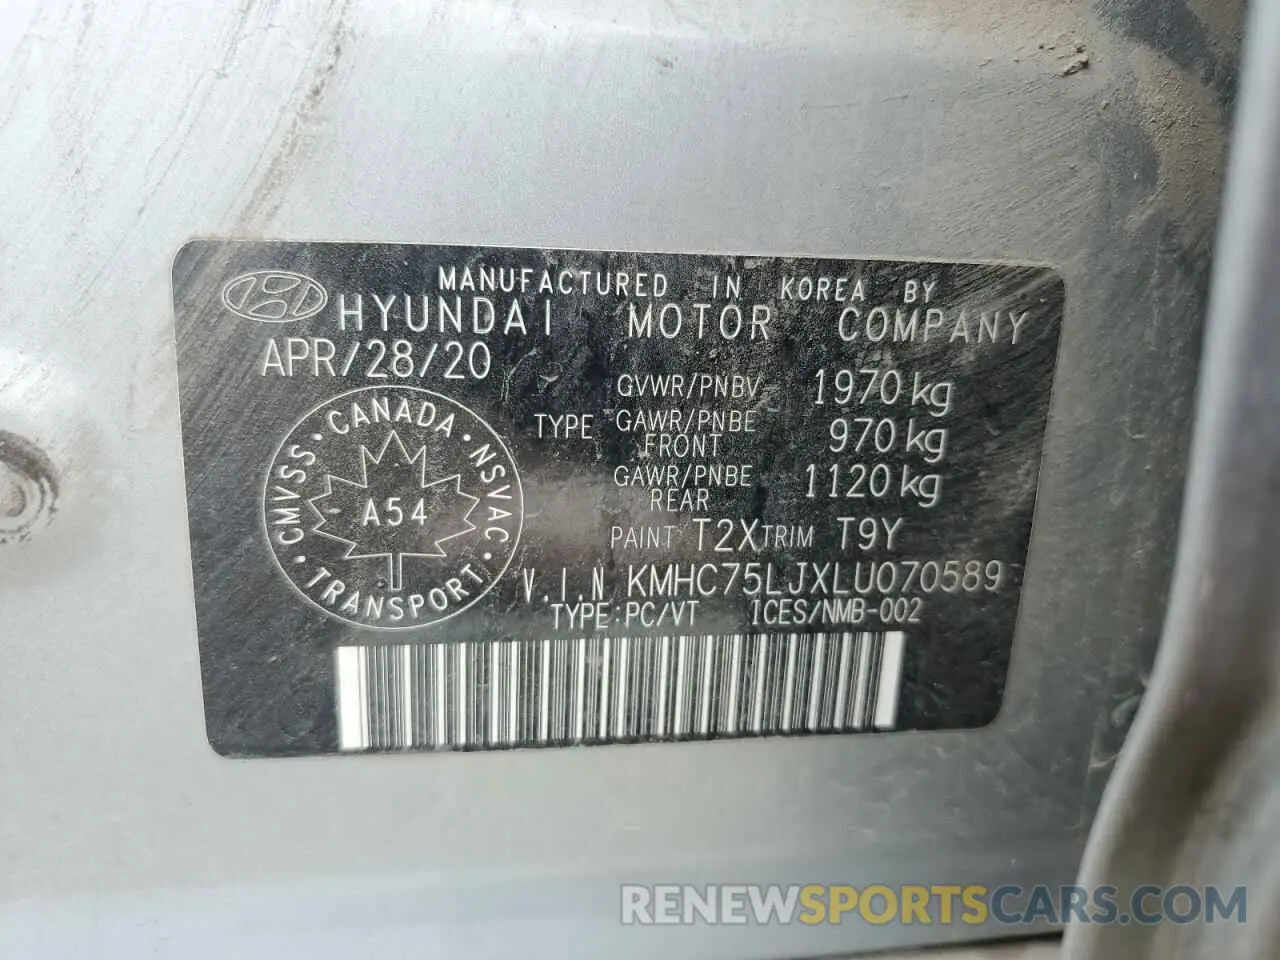 MANUFACTURED IN KOREA BY
HYUNDAI MOTOR COMPANY
APR/28/20
GVWR/PNBV 1970 kg
TYPE GAWR/PNBE FRONT 970 kg
GAWR/PNBE REAR 1120 kg
PAINT T2X TRIM T9Y
V.I.N KMHC75LJXLU070589
TYPE:PC/VT ICES/NMB-002
CANADA · NSVAC · TRANSPORT · CMVSS ·
A54
RENEWSPORTSCARS.COM